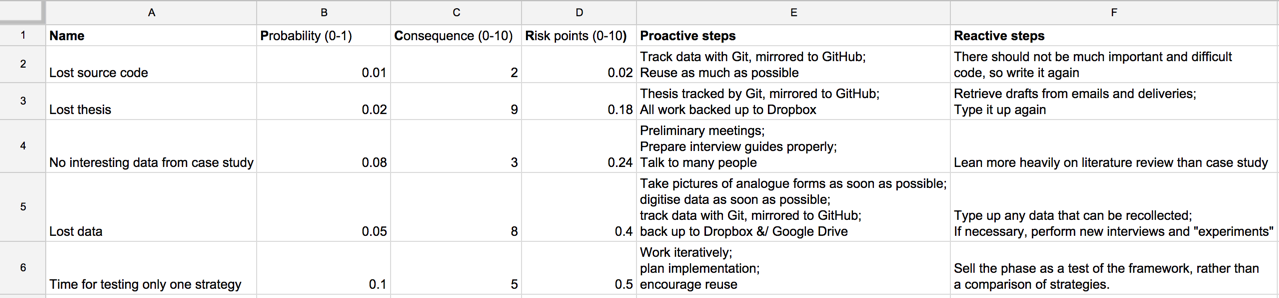 A B C D E F
1 Name Probability (0-1) Consequence (0-10) Risk points (0-10) Proactive steps Reactive steps
Track data with Git, mirrored to GitHub; There should not be much important and difficult
2 Lost source code 0.01 2 0.02 Reuse as much as possible code, so write it again
Thesis tracked by Git, mirrored to GitHub; Retrieve drafts from emails and deliveries;
3 Lost thesis 0.02 9 0.18 All work backed up to Dropbox Type it up again
Preliminary meetings;
Prepare interview guides properly;
4 No interesting data from case study 0.08 3 0.24 Talk to many people Lean more heavily on literature review than case study
Take pictures of analogue forms as soon as possible;
digitise data as soon as possible;
track data with Git, mirrored to GitHub; Type up any data that can be recollected;
5 Lost data 0.05 8 0.4 back up to Dropbox &/ Google Drive If necessary, perform new interviews and "experiments"
Work iteratively;
plan implementation; Sell the phase as a test of the framework, rather than
6 Time for testing only one strategy 0.1 5 0.5 encourage reuse a comparison of strategies.